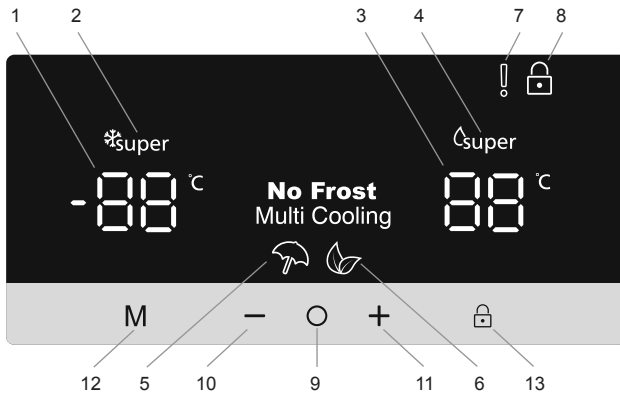 1 2 3 4 7 8
super super
-88 °C 88 °C
No Frost
Multi Cooling
M − O +
12 5 10 9 11 6 13